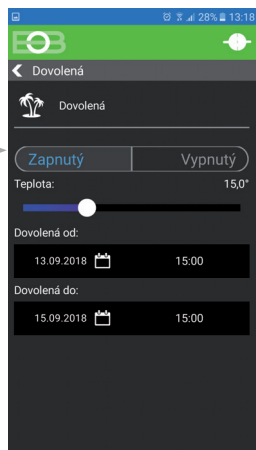 28% 13:18
EOB
Dovolená
Dovolená
Zapnutý Vypnutý
Teplota: 15,0°
Dovolená od:
13.09.2018 15:00
Dovolená do:
15.09.2018 15:00